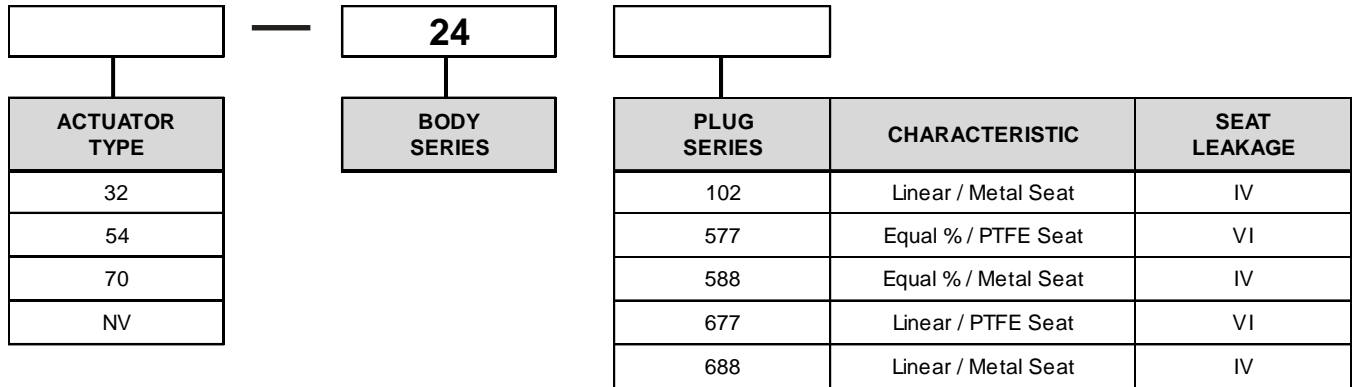 24
ACTUATOR
TYPE
32
54
70
NV
BODY
SERIES
PLUG
SERIES
CHARACTERISTIC
SEAT
LEAKAGE
102
Linear / Metal Seat
IV
577
Equal % / PTFE Seat
VI
588
Equal % / Metal Seat
IV
677
Linear / PTFE Seat
VI
688
Linear / Metal Seat
IV